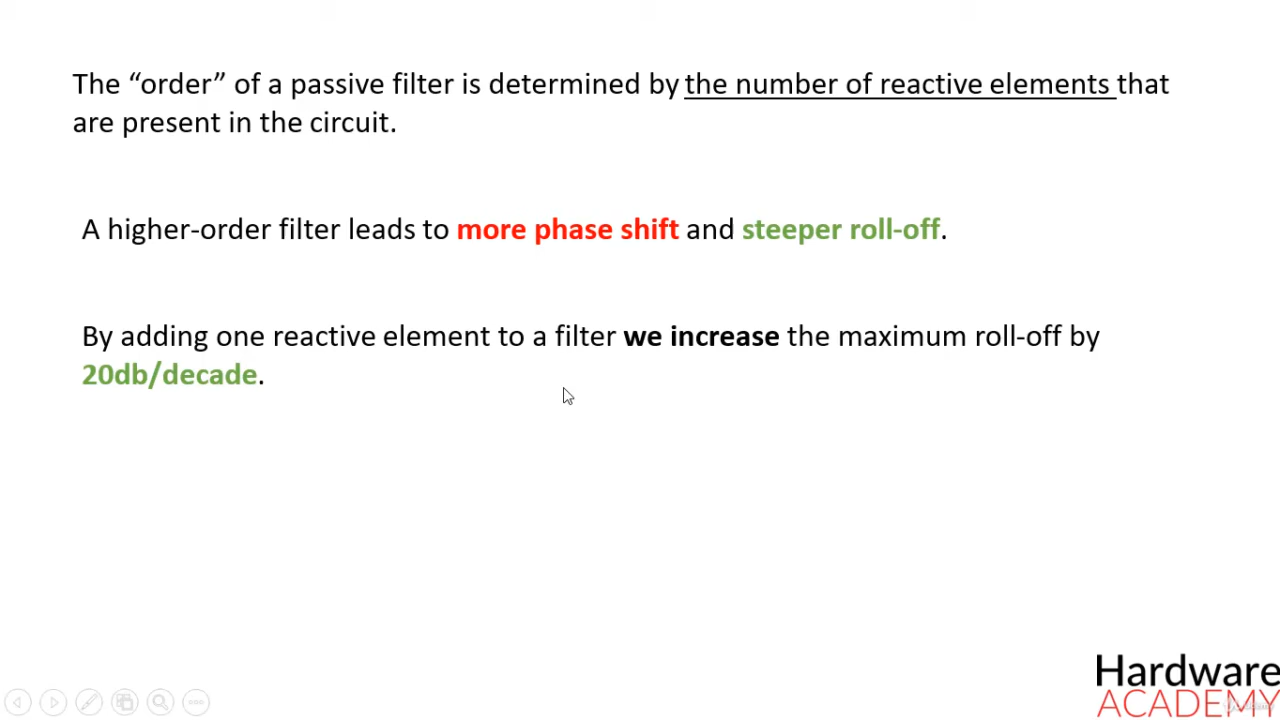 The “order” of a passive filter is determined by the number of reactive elements that
are present in the circuit.
A higher-order filter leads to more phase shift and steeper roll-off.
By adding one reactive element to a filter we increase the maximum roll-off by
20db/decade.
Hardware
ACADEMY